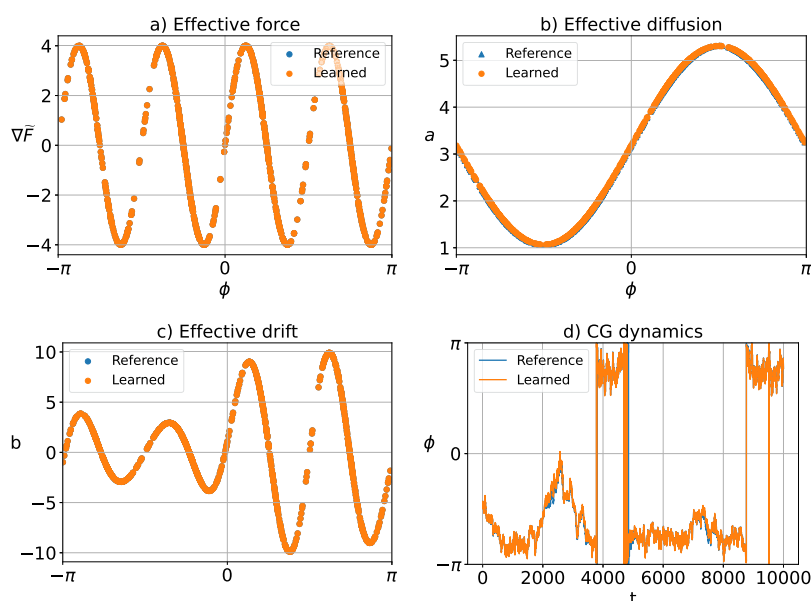 a) Effective force
4
2
0
−2
−4
∇F̃
−π
0
π
ϕ
Reference
Learned
b) Effective diffusion
5
4
3
2
1
a
−π
0
π
ϕ
Reference
Learned
c) Effective drift
10
5
0
−5
−10
b
−π
0
π
ϕ
Reference
Learned
d) CG dynamics
π
0
−π
ϕ
0
2000
4000
6000
8000
10000
t
Reference
Learned